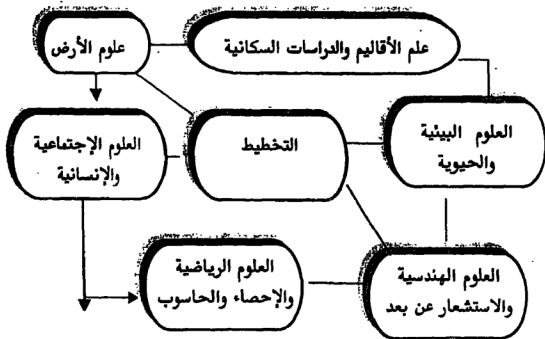 علوم الأرض
علم الأقاليم والدراسات السكانية
العلوم البيئية
والحيوية
التخطيط
العلوم الإجتماعية
والإنسانية
العلوم الرياضية
والإحصاء والحاسوب
العلوم الهندسية
والاستشعار عن بعد